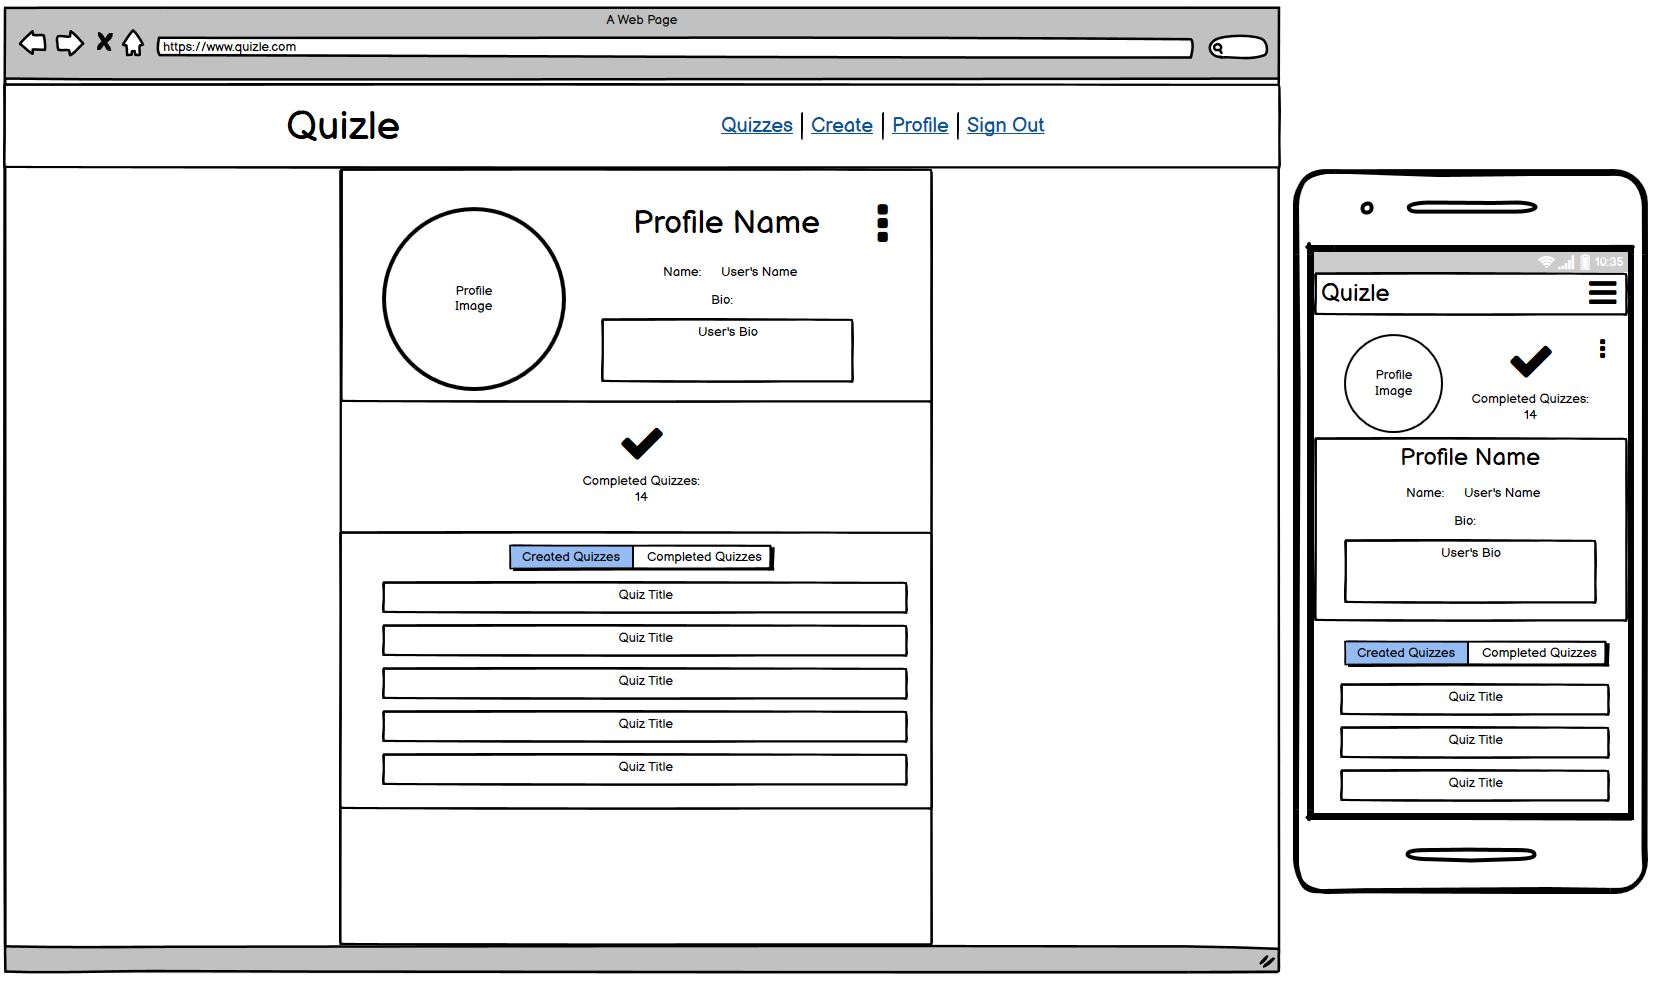 A Web Page
https://www.quizle.com
Quizle
Quizzes Create Profile Sign Out
Profile
Image
Profile Name
Name: User's Name
Bio:
User's Bio
Completed Quizzes:
14
Created Quizzes Completed Quizzes
Quiz Title
Quiz Title
Quiz Title
Quiz Title
Quiz Title
10:35
Quizle
Profile
Image
Completed Quizzes:
14
Profile Name
Name: User's Name
Bio:
User's Bio
Created Quizzes Completed Quizzes
Quiz Title
Quiz Title
Quiz Title